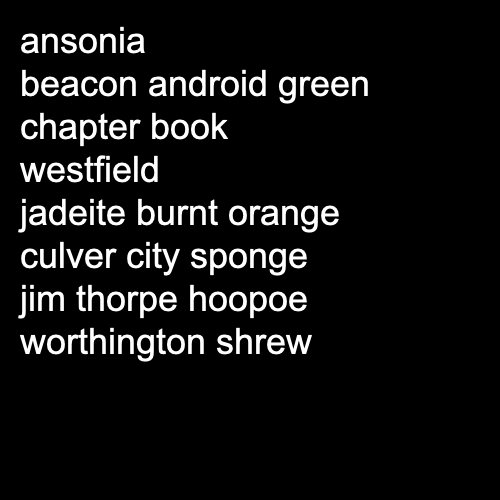 ansonia
beacon android green
chapter book
westfield
jadeite burnt orange
culver city sponge
jim thorpe hoopoe
worthington shrew